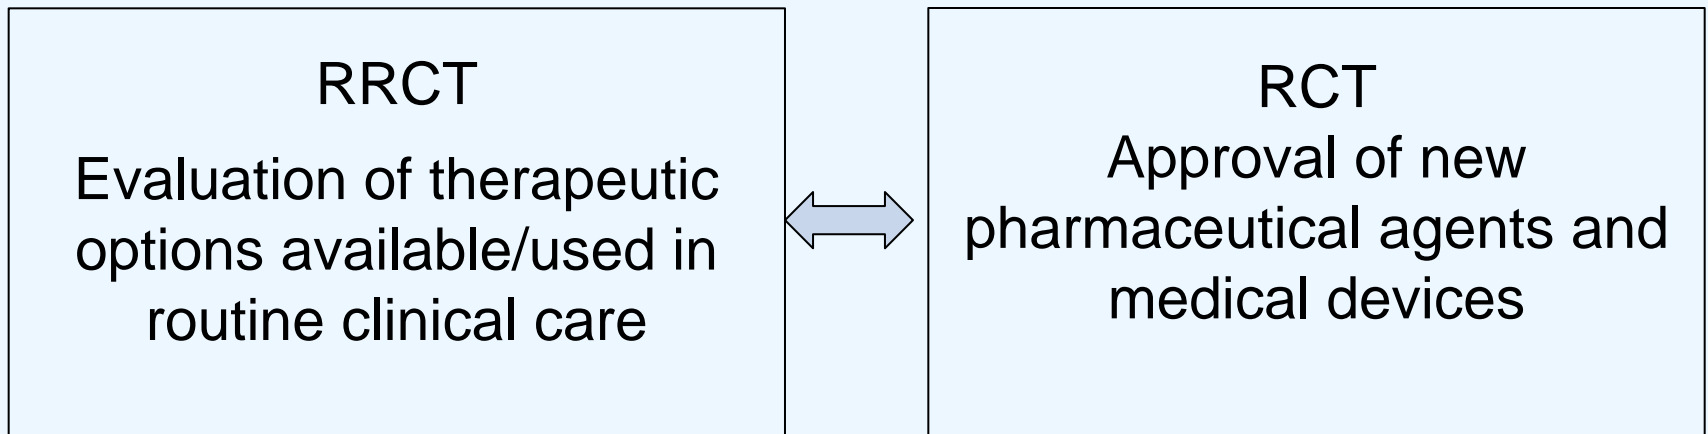 RRCT
Evaluation of therapeutic
options available/used in
routine clinical care
RCT
Approval of new
pharmaceutical agents and
medical devices